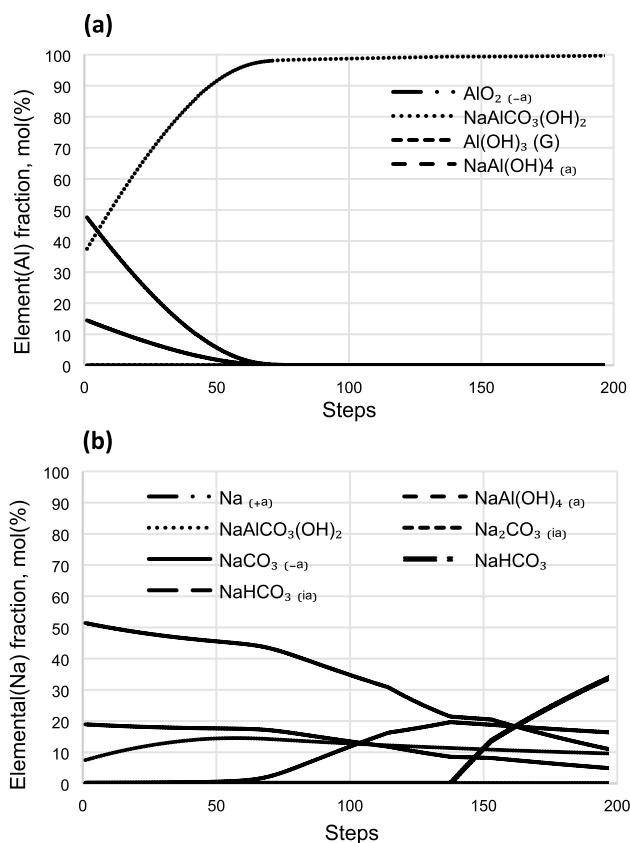 (a)
Element(Al) fraction, mol(%)
100
90
80
70
60
50
40
30
20
10
0
AlO₂ (−a)
NaAlCO₃(OH)₂
Al(OH)₃ (G)
NaAl(OH)4 (a)
0 50 100 150 200
Steps
(b)
Elemental(Na) fraction, mol(%)
100
90
80
70
60
50
40
30
20
10
0
Na (+a) NaAl(OH)₄ (a)
NaAlCO₃(OH)₂ Na₂CO₃ (ia)
NaCO₃ (−a) NaHCO₃
NaHCO₃ (ia)
0 50 100 150 200
Steps